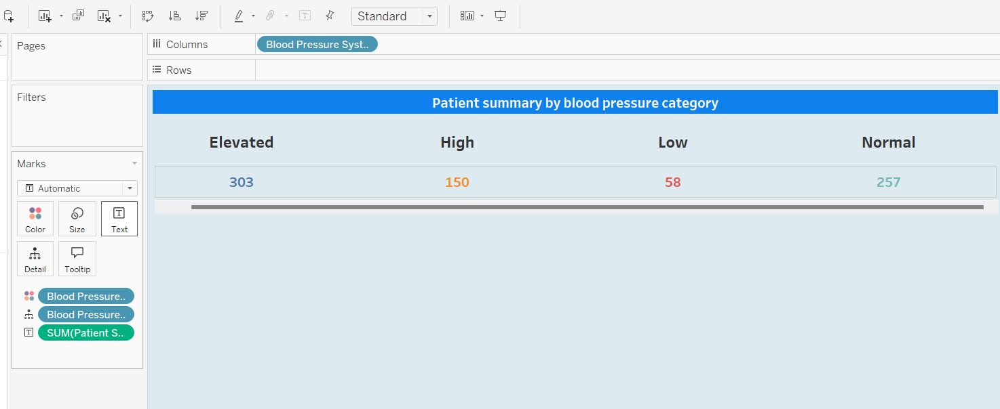 Standard
Pages
Columns
Blood Pressure Syst..
Rows
Filters
Patient summary by blood pressure category
Elevated High Low Normal
303 150 58 257
Marks
Automatic
Color Size Text
Detail Tooltip
Blood Pressure..
Blood Pressure..
SUM(Patient S..